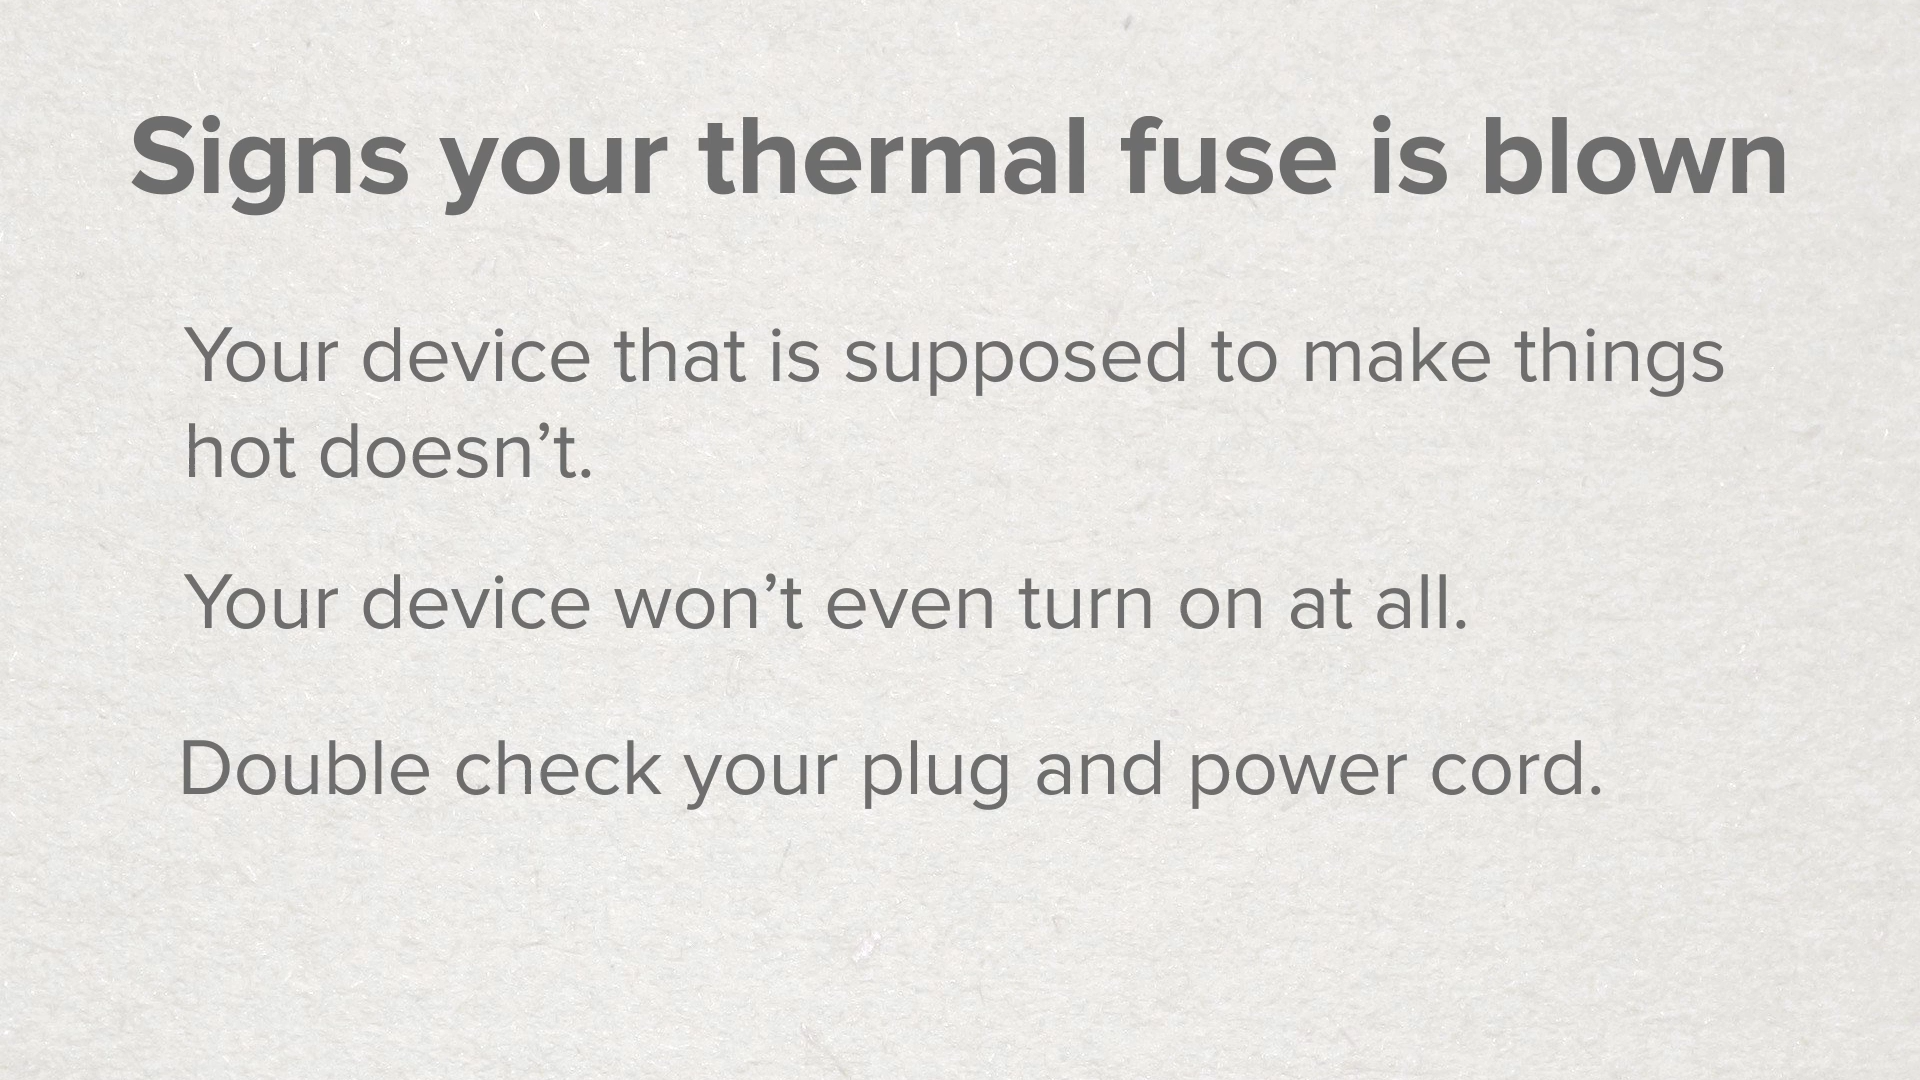 Signs your thermal fuse is blown
Your device that is supposed to make things
hot doesn’t.
Your device won’t even turn on at all.
Double check your plug and power cord.